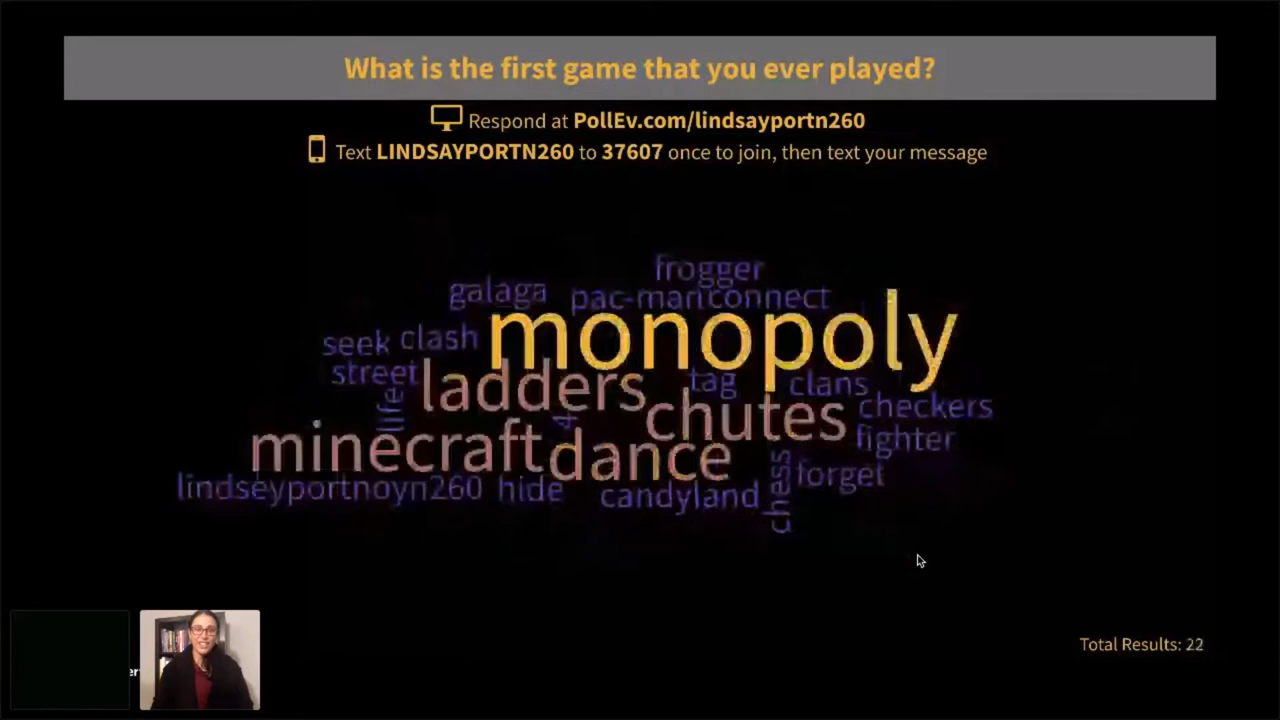 What is the first game that you ever played?
Respond at PollEv.com/lindsayportn260
Text LINDSAYPORTN260 to 37607 once to join, then text your message
frogger
galaga
pac-man
connect
monopoly
seek
clash
street
ladders
tag
clans
life
4
chutes
checkers
minecraft
dance
fighter
lindseyportnoyn260
hide
candyland
chess
forget
Total Results: 22